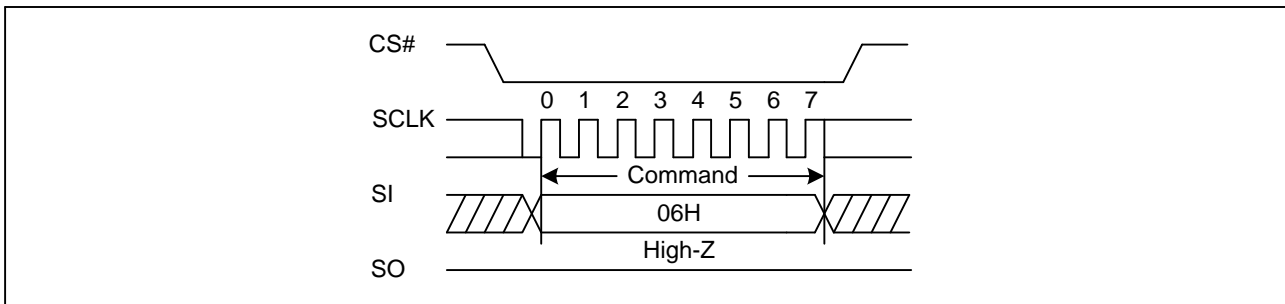 CS#
0 1 2 3 4 5 6 7
SCLK
Command
SI
06H
High-Z
SO